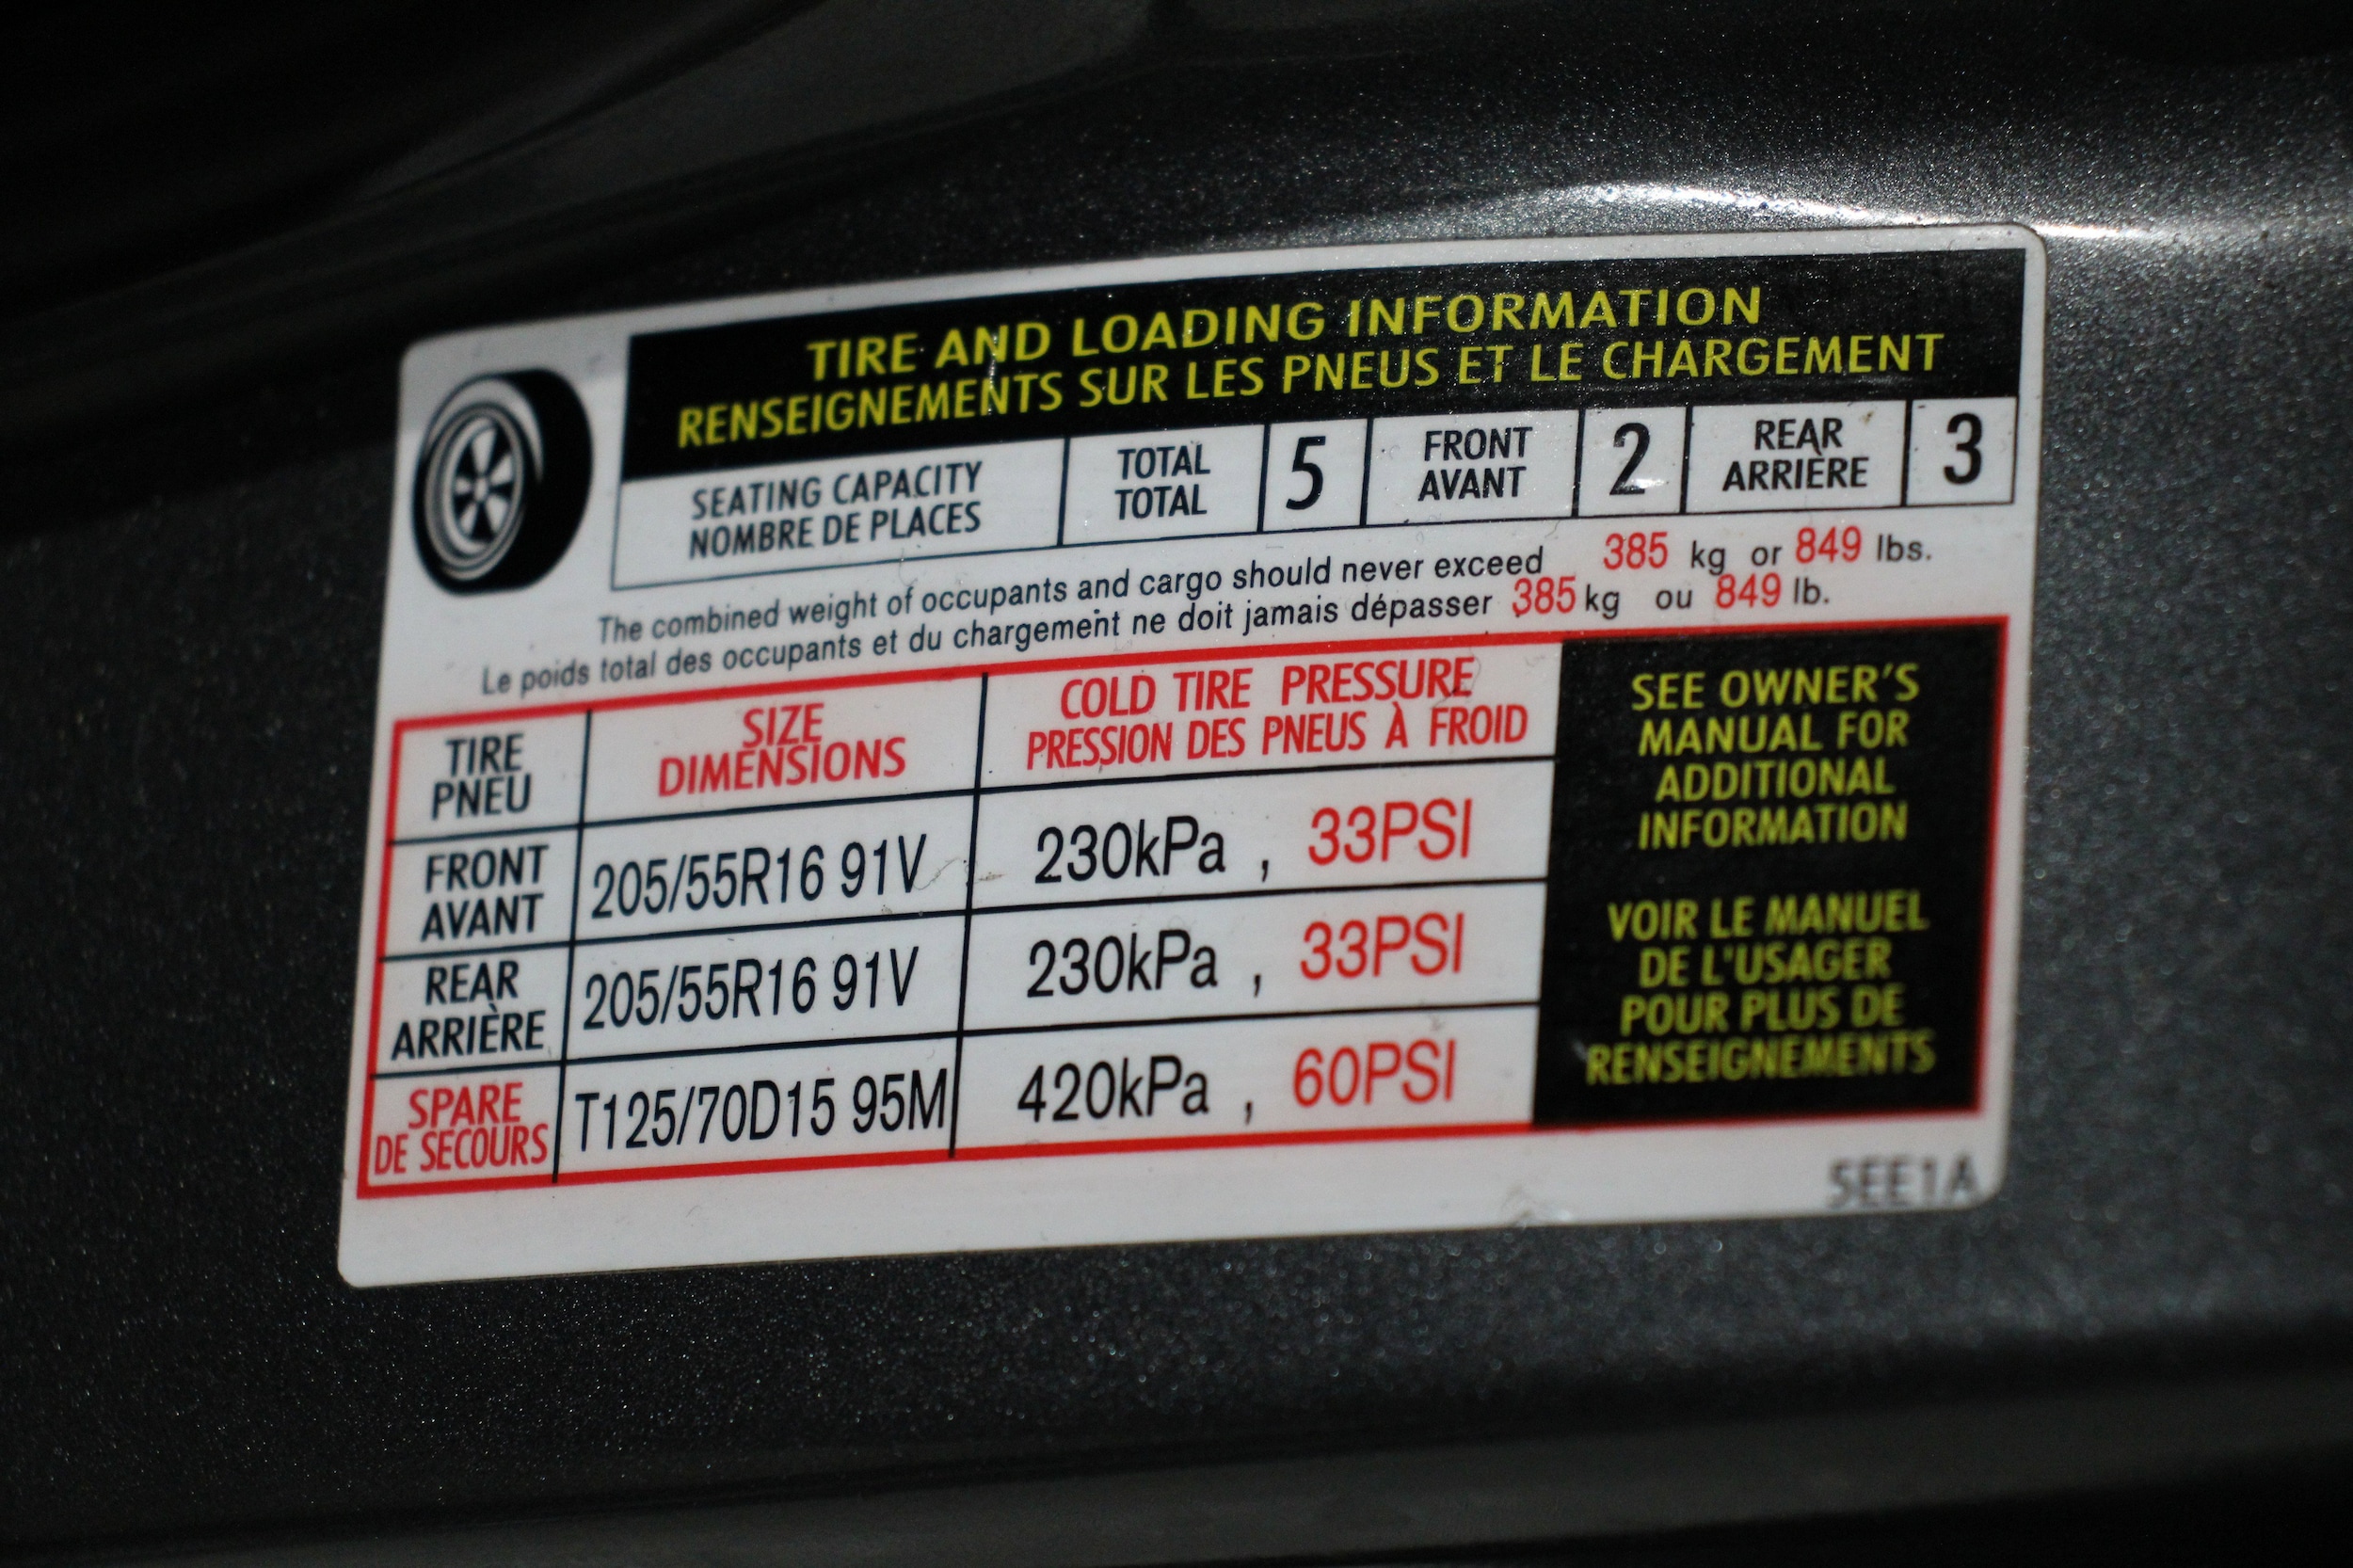 TIRE AND LOADING INFORMATION
RENSEIGNEMENTS SUR LES PNEUS ET LE CHARGEMENT
SEATING CAPACITY
NOMBRE DE PLACES
TOTAL
TOTAL
5
FRONT
AVANT
2
REAR
ARRIÈRE
3
The combined weight of occupants and cargo should never exceed 385 kg or 849 lbs.
Le poids total des occupants et du chargement ne doit jamais dépasser 385 kg ou 849 lb.
TIRE
PNEU
SIZE
DIMENSIONS
COLD TIRE PRESSURE
PRESSION DES PNEUS À FROID
FRONT
AVANT
205/55R16 91V
230kPa , 33PSI
REAR
ARRIÈRE
205/55R16 91V
230kPa , 33PSI
SPARE
DE SECOURS
T125/70D15 95M
420kPa , 60PSI
SEE OWNER'S
MANUAL FOR
ADDITIONAL
INFORMATION
VOIR LE MANUEL
DE L'USAGER
POUR PLUS DE
RENSEIGNEMENTS
SEE1A